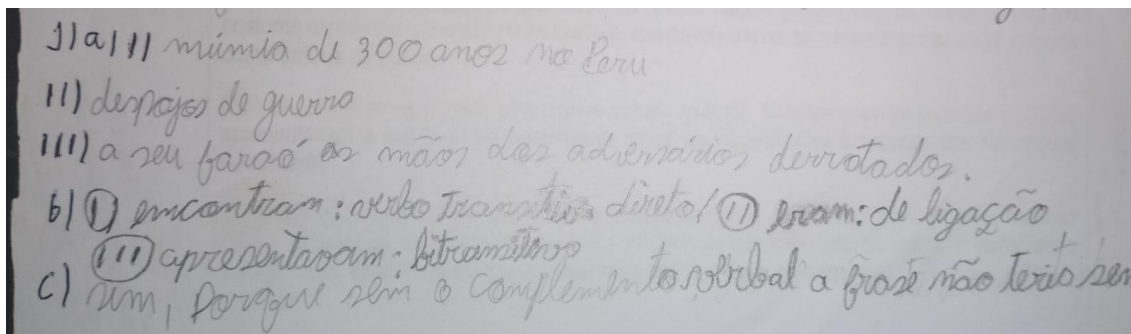 1) a) I) múmia de 300 anos no Peru
II) despojos de guerra
III) a seu faraó as mãos dos adversários derrotados.
b) I encontram: verbo transitivo direto / II eram: de ligação
III apresentavam: bitransitivo
c) sim, porque sem o complemento verbal a frase não teria sen